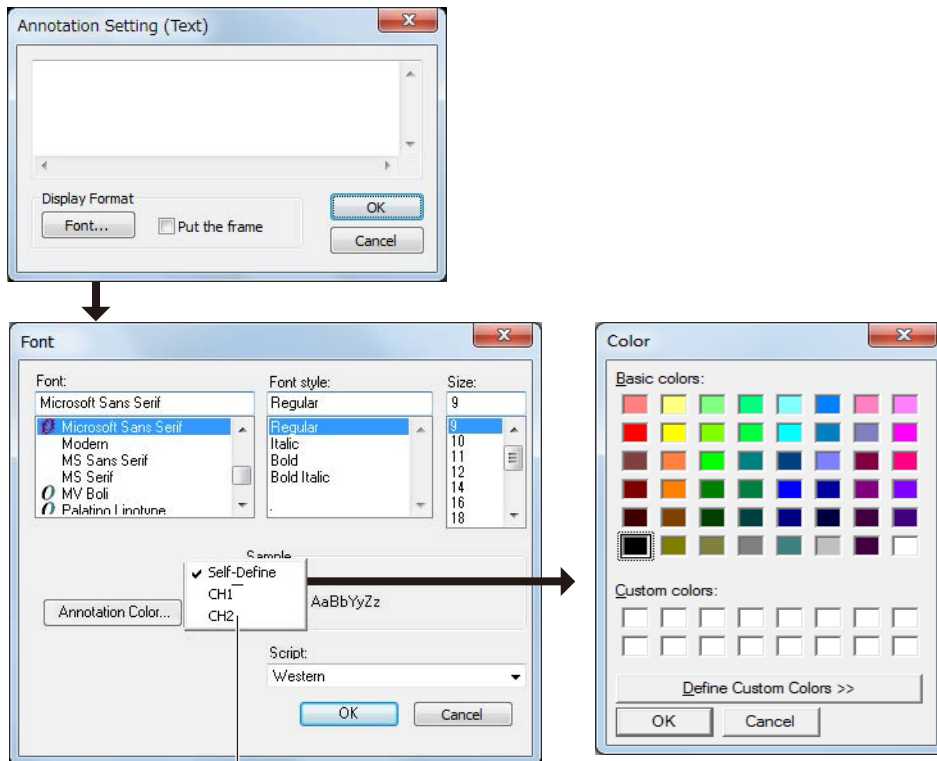 Annotation Setting (Text)
Display Format
Font...
Put the frame
OK
Cancel
Font
Font:
Font style:
Size:
Microsoft Sans Serif
Regular
9
Microsoft Sans Serif
Modern
MS Sans Serif
MS Serif
MV Boli
Palatino Linotype
Regular
Italic
Bold
Bold Italic
9
10
11
12
14
16
18
Sample
Self-Define
CH1
CH2
Annotation Color...
AaBbYyZz
Script:
Western
OK
Cancel
Color
Basic colors:
Custom colors:
Define Custom Colors >>
OK
Cancel